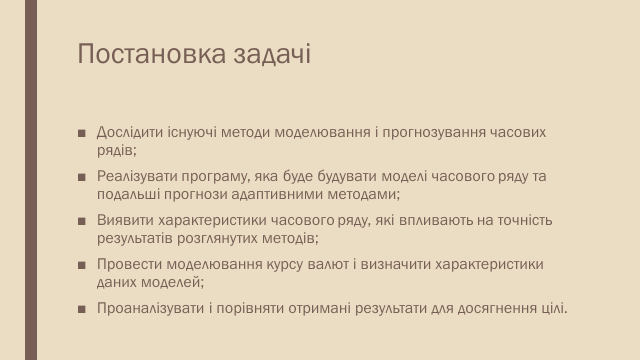 Постановка задачі
▪ Дослідити існуючі методи моделювання і прогнозування часових
рядів;
▪ Реалізувати програму, яка буде будувати моделі часового ряду та
подальші прогнози адаптивними методами;
▪ Виявити характеристики часового ряду, які впливають на точність
результатів розглянутих методів;
▪ Провести моделювання курсу валют і визначити характеристики
даних моделей;
▪ Проаналізувати і порівняти отримані результати для досягнення цілі.